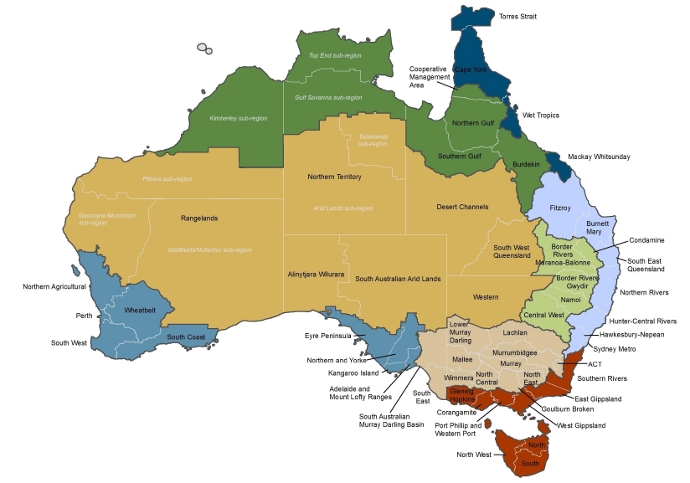 Torres Strait
Top End sub-region
Cooperative
Management
Area
Cape York
Gulf Savanna sub-region
Kimberley sub-region
Northern Gulf
Wet Tropics
Tablelands
sub-region
Southern Gulf
Burdekin
Mackay Whitsunday
Pilbara sub-region
Northern Territory
Rangelands
Gascoyne/Murchison
sub-region
Arid Lands sub-region
Desert Channels
Fitzroy
Burnett
Mary
Goldfields/Nullarbor sub-region
South West
Queensland
Border
Rivers
Maranoa-Balonne
Condamine
South East
Queensland
Alinytjara Wilurara
South Australian Arid Lands
Border Rivers
Gwydir
Northern Agricultural
Western
Namoi
Northern Rivers
Wheatbelt
Perth
Central West
Hunter-Central Rivers
South West
South Coast
Eyre Peninsula
Lower
Murray
Darling
Lachlan
Hawkesbury-Nepean
Sydney Metro
Northern and Yorke
Kangaroo Island
Mallee
Murrumbidgee
Murray
ACT
Adelaide and
Mount Lofty Ranges
South
East
Wimmera
North
Central
North
East
Southern Rivers
Glenelg
Hopkins
East Gippsland
Goulburn Broken
South Australian
Murray Darling Basin
Corangamite
Port Phillip and
Western Port
West Gippsland
North West
North
South